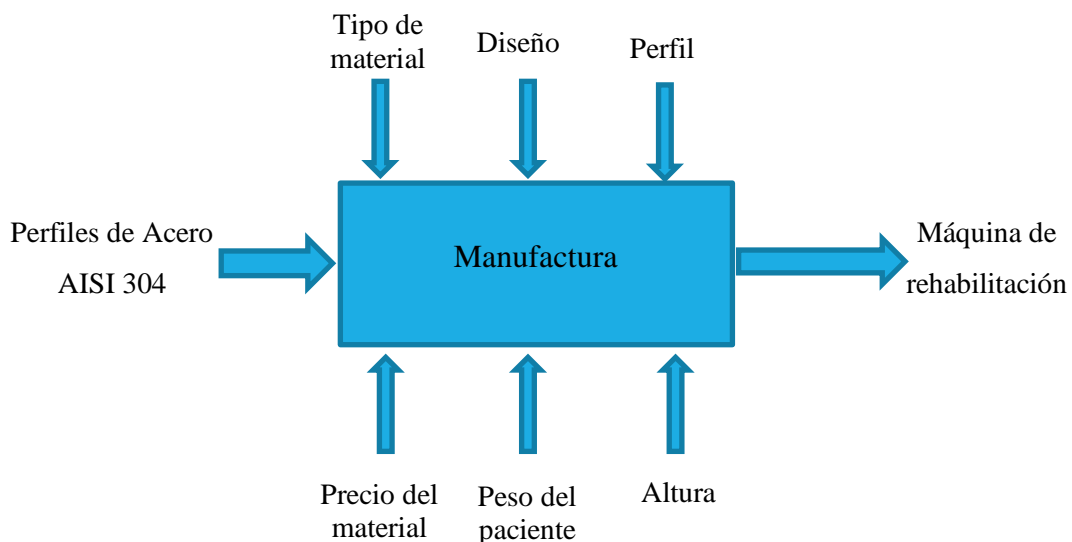 Tipo de
material
Diseño
Perfil
Perfiles de Acero
AISI 304
Manufactura
Máquina de
rehabilitación
Precio del
material
Peso del
paciente
Altura